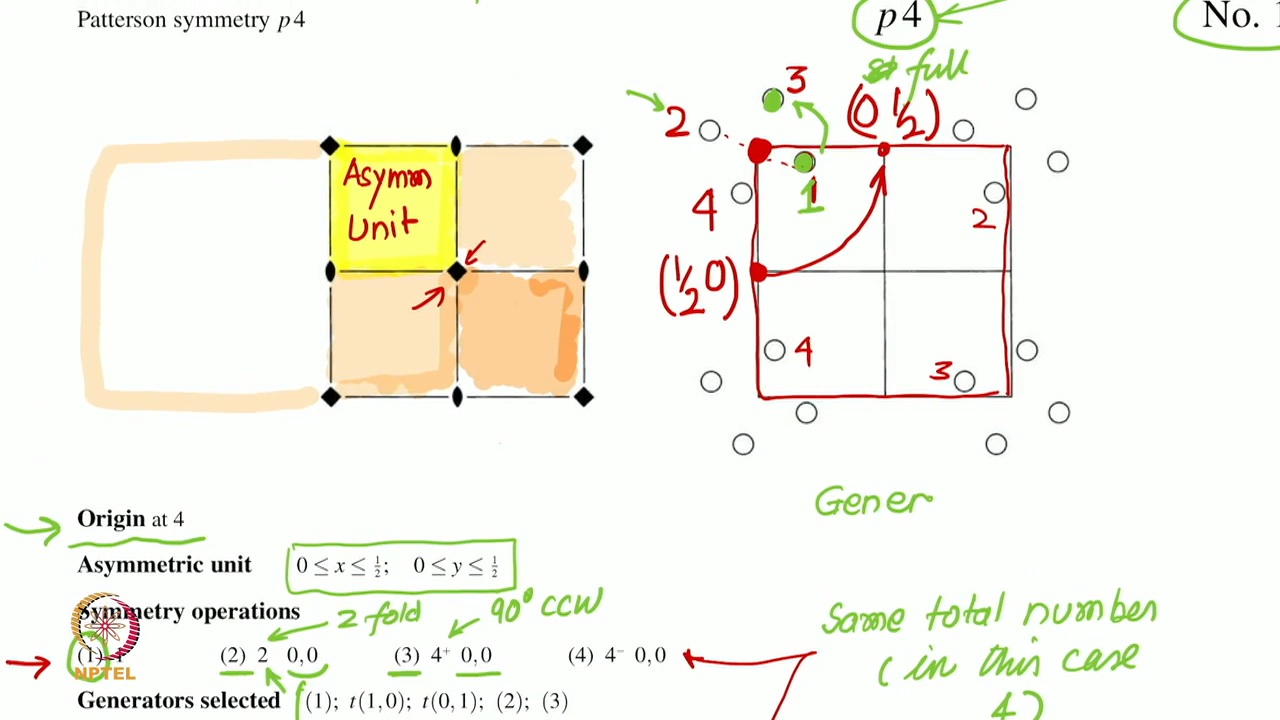 Patterson symmetry p4
p4
No. 1
full
3
(0 1/2)
2
Asymm
Unit
1
4
2
(1/2 0)
4
3
Gener
Origin at 4
Asymmetric unit 0 ≤ x ≤ 1/2; 0 ≤ y ≤ 1/2
Symmetry operations
2 fold
90° CCW
Same total number
(1) 1 (2) 2 0,0 (3) 4⁺ 0,0 (4) 4⁻ 0,0
(in this case
NPTEL
Generators selected (1); t(1,0); t(0,1); (2); (3)
4)